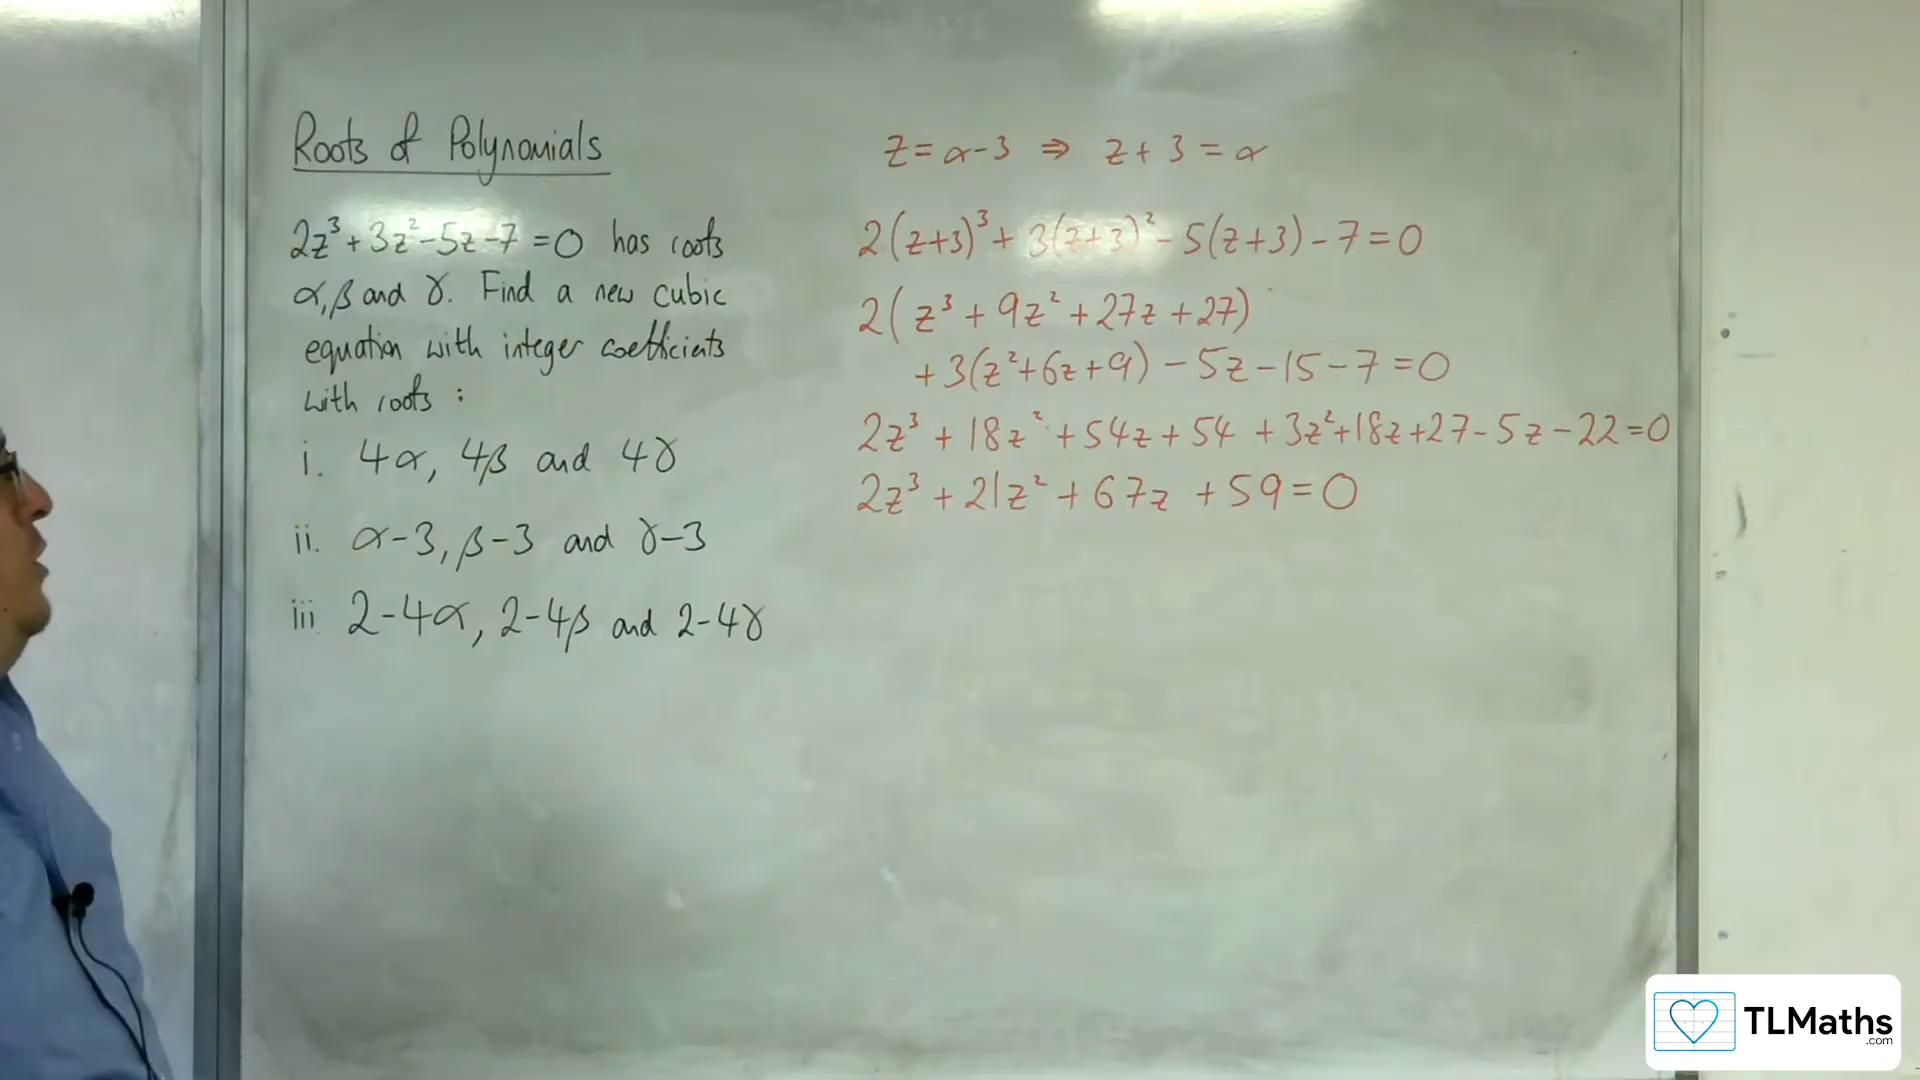 Roots of Polynomials
2z³+3z²-5z-7=0 has roots
α, β and γ. Find a new cubic
equation with integer coefficients
with roots :
i. 4α, 4β and 4γ
ii. α-3, β-3 and γ-3
iii 2-4α, 2-4β and 2-4γ
z=α-3 ⇒ z+3=α
2(z+3)³+3(z+3)²-5(z+3)-7=0
2(z³+9z²+27z+27)
+3(z²+6z+9)-5z-15-7=0
2z³+18z²+54z+54+3z²+18z+27-5z-22=0
2z³+21z²+67z+59=0
TLMaths
.com